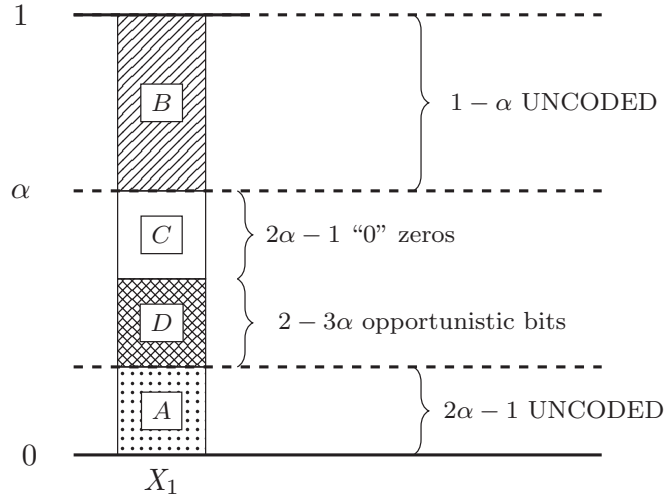 1
B
1 − α UNCODED
α
C
2α − 1 “0” zeros
D
2 − 3α opportunistic bits
A
2α − 1 UNCODED
0
X₁